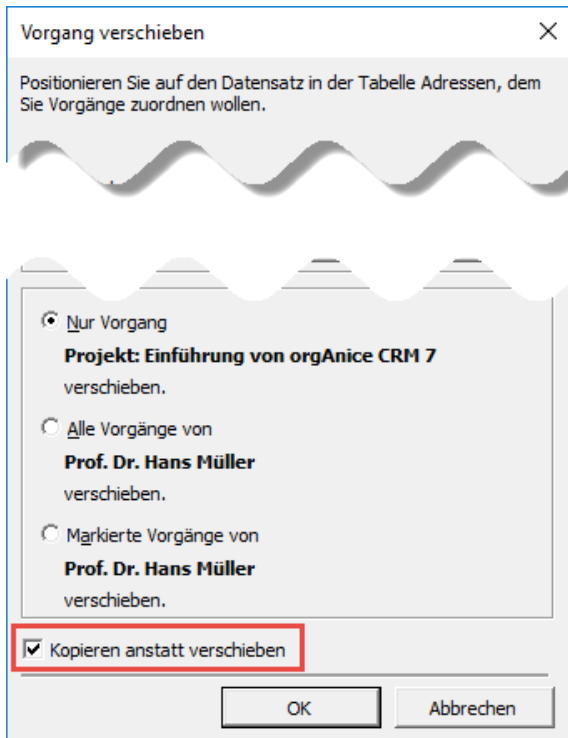 Vorgang verschieben
Positionieren Sie auf den Datensatz in der Tabelle Adressen, dem
Sie Vorgänge zuordnen wollen.
Nur Vorgang
Projekt: Einführung von orgAnice CRM 7
verschieben.
Alle Vorgänge von
Prof. Dr. Hans Müller
verschieben.
Markierte Vorgänge von
Prof. Dr. Hans Müller
verschieben.
Kopieren anstatt verschieben
OK
Abbrechen